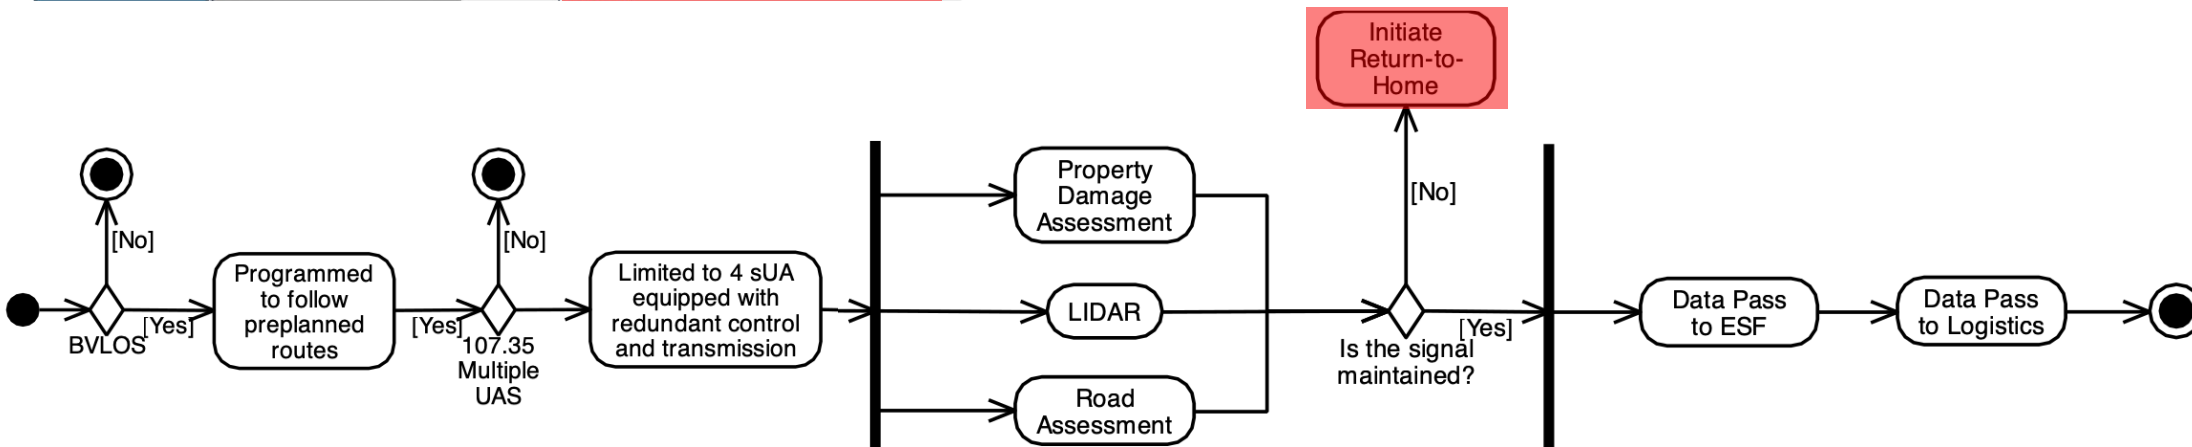 Initiate
Return-to-
Home
[No]
[No]
[No]
Property
Damage
Assessment
Programmed
to follow
preplanned
routes
Limited to 4 sUA
equipped with
redundant control
and transmission
LIDAR
Data Pass
to ESF
Data Pass
to Logistics
BVLOS
[Yes]
[Yes]
107.35
Multiple
UAS
[Yes]
Is the signal
maintained?
Road
Assessment